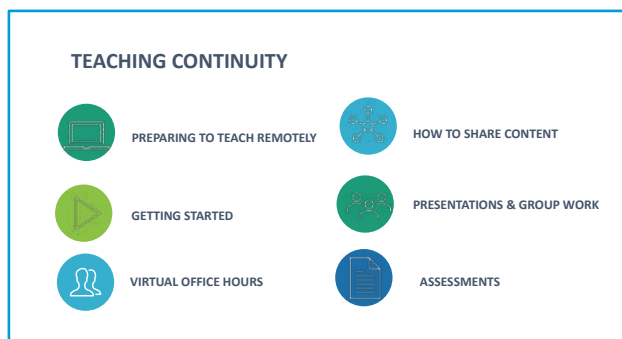 TEACHING CONTINUITY
PREPARING TO TEACH REMOTELY
HOW TO SHARE CONTENT
GETTING STARTED
PRESENTATIONS & GROUP WORK
VIRTUAL OFFICE HOURS
ASSESSMENTS